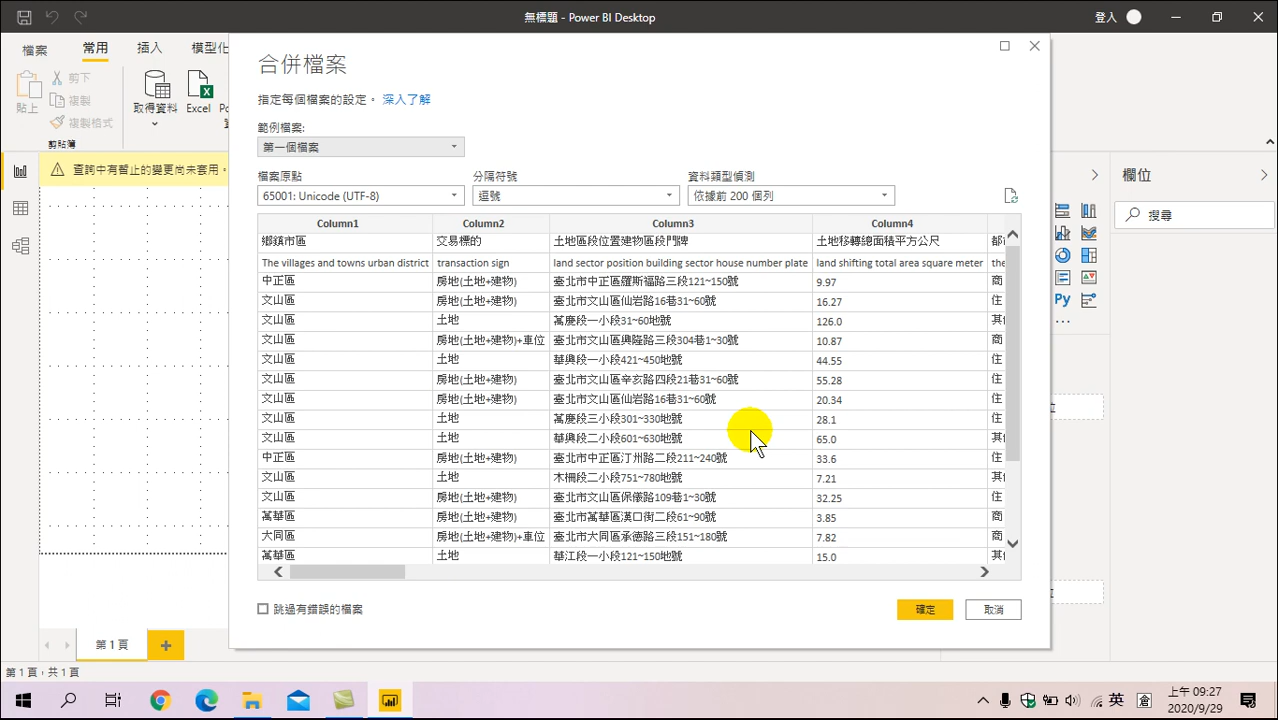 無標題 - Power BI Desktop
登入
檔案
常用
插入
模型化
貼上
剪下
複製
複製格式
剪貼簿
取得資料
Excel
查詢中有暫止的變更尚未套用。
合併檔案
指定每個檔案的設定。 深入了解
範例檔案:
第一個檔案
檔案原點 分隔符號 資料類型偵測
65001: Unicode (UTF-8) 逗號 依據前 200 個列
Column1 Column2 Column3 Column4
鄉鎮市區 交易標的 土地區段位置建物區段門牌 土地移轉總面積平方公尺
The villages and towns urban district transaction sign land sector position building sector house number plate land shifting total area square meter the
中正區 房地(土地+建物) 臺北市中正區羅斯福路三段121~150號 9.97 商
文山區 房地(土地+建物) 臺北市文山區仙岩路16巷31~60號 16.27 住
文山區 土地 萬慶段一小段31~60地號 126.0 其
文山區 房地(土地+建物)+車位 臺北市文山區興隆路三段304巷1~30號 10.87 商
文山區 土地 華興段一小段421~450地號 44.55 住
文山區 房地(土地+建物) 臺北市文山區辛亥路四段21巷31~60號 55.28 住
文山區 房地(土地+建物) 臺北市文山區仙岩路16巷31~60號 20.34 住
文山區 土地 萬慶段三小段301~330地號 28.1 住
文山區 土地 華興段二小段601~630地號 65.0 其
中正區 房地(土地+建物) 臺北市中正區汀州路二段211~240號 33.6 住
文山區 土地 木柵段二小段751~780地號 7.21 其
文山區 房地(土地+建物) 臺北市文山區保儀路109巷1~30號 32.25 住
萬華區 房地(土地+建物) 臺北市萬華區漢口街二段61~90號 3.85 商
大同區 房地(土地+建物)+車位 臺北市大同區承德路三段151~180號 7.82 商
萬華區 土地 華江段一小段121~150地號 15.0
跳過有錯誤的檔案
確定
取消
欄位
搜尋
Py
第 1 頁
第 1 頁，共 1 頁
英
倉
上午 09:27
2020/9/29